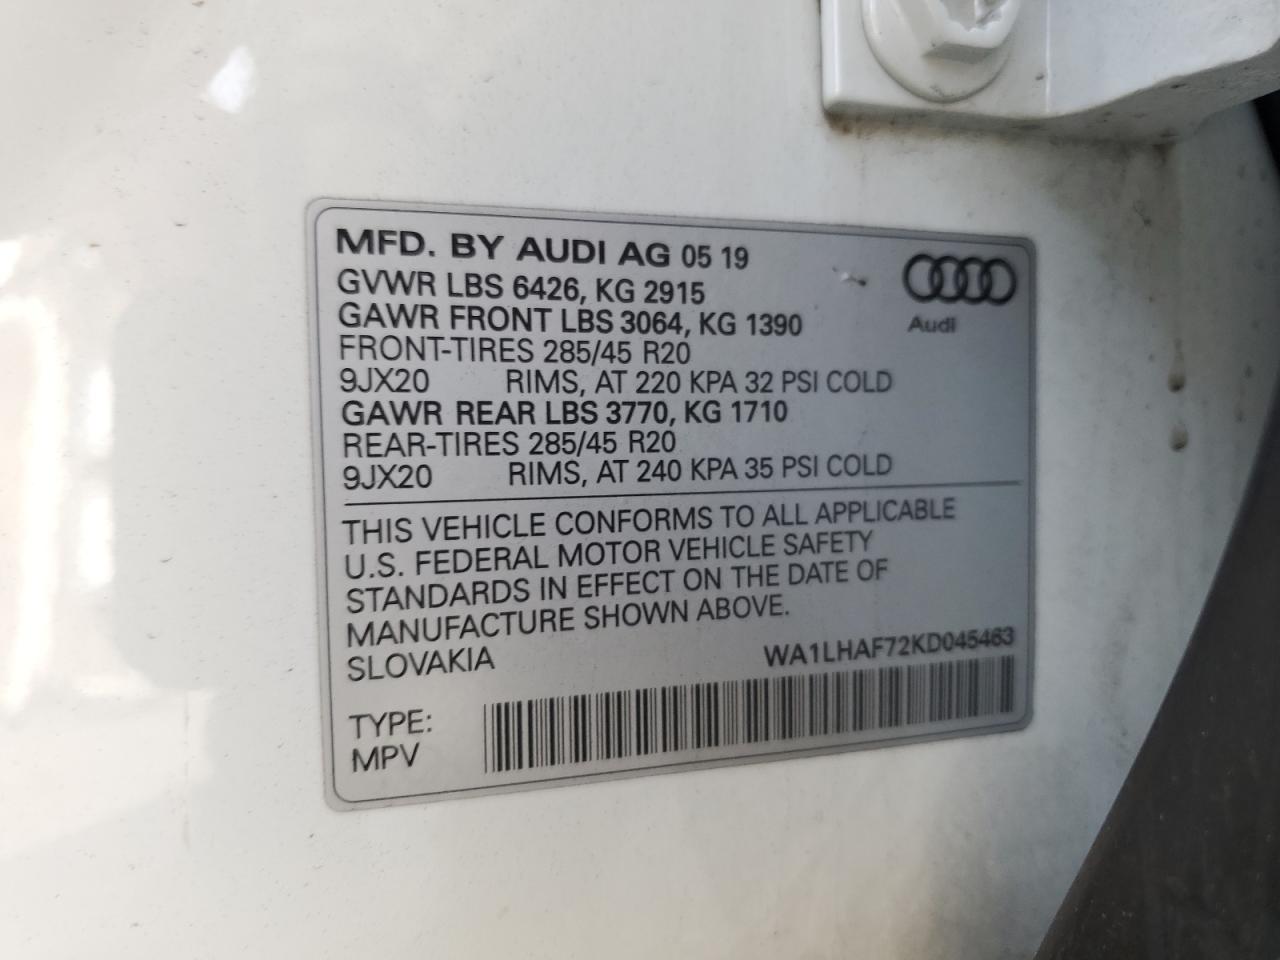 MFD. BY AUDI AG 05 19
GVWR LBS 6426, KG 2915
GAWR FRONT LBS 3064, KG 1390
FRONT-TIRES 285/45 R20
9JX20 RIMS, AT 220 KPA 32 PSI COLD
GAWR REAR LBS 3770, KG 1710
REAR-TIRES 285/45 R20
9JX20 RIMS, AT 240 KPA 35 PSI COLD
Audi
THIS VEHICLE CONFORMS TO ALL APPLICABLE
U.S. FEDERAL MOTOR VEHICLE SAFETY
STANDARDS IN EFFECT ON THE DATE OF
MANUFACTURE SHOWN ABOVE.
SLOVAKIA WA1LHAF72KD045463
TYPE:
MPV